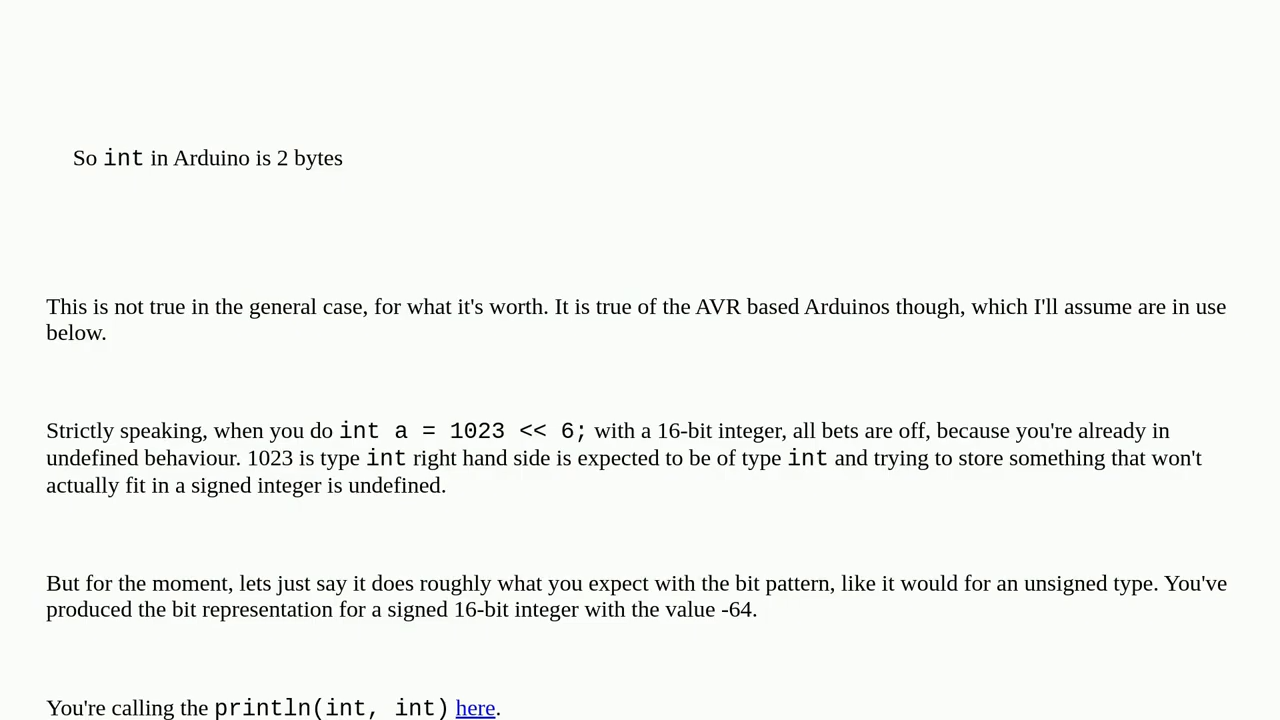 So int in Arduino is 2 bytes
This is not true in the general case, for what it's worth. It is true of the AVR based Arduinos though, which I'll assume are in use
below.
Strictly speaking, when you do int a = 1023 << 6; with a 16-bit integer, all bets are off, because you're already in
undefined behaviour. 1023 is type int right hand side is expected to be of type int and trying to store something that won't
actually fit in a signed integer is undefined.
But for the moment, lets just say it does roughly what you expect with the bit pattern, like it would for an unsigned type. You've
produced the bit representation for a signed 16-bit integer with the value -64.
You're calling the println(int, int) here.